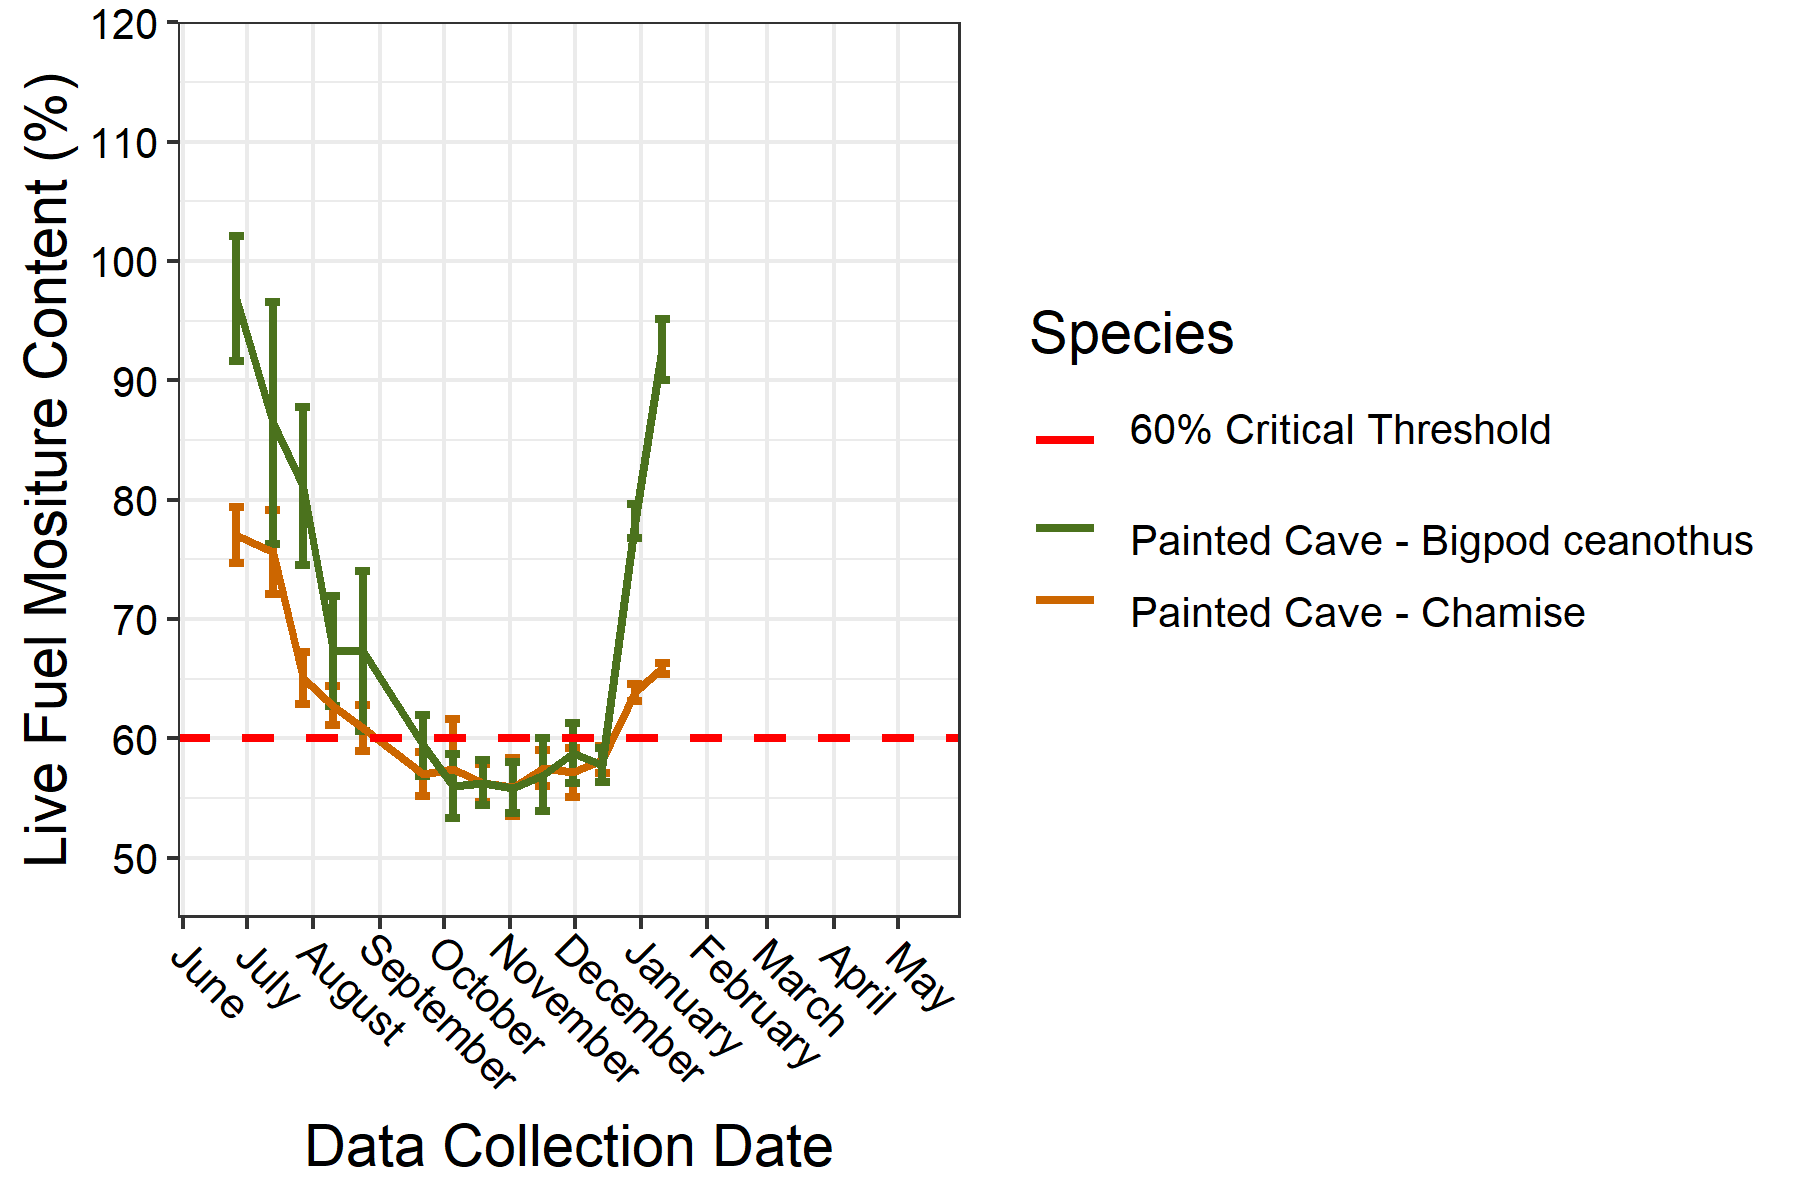 120
110
100
90
80
70
60
50
Live Fuel Mositure Content (%)
June
July
August
September
October
November
December
January
February
March
April
May
Data Collection Date
Species
60% Critical Threshold
Painted Cave - Bigpod ceanothus
Painted Cave - Chamise